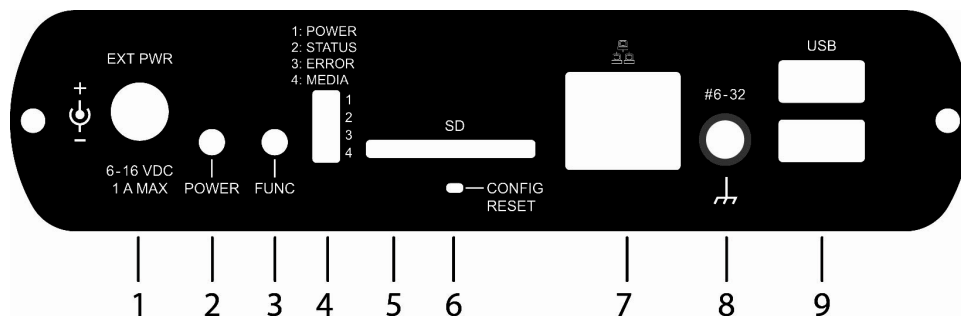 1: POWER
2: STATUS
3: ERROR
4: MEDIA
EXT PWR
USB
+
−
1
2
3
4
#6-32
SD
6-16 VDC
1 A MAX
POWER
FUNC
CONFIG
RESET
1 2 3 4 5 6 7 8 9